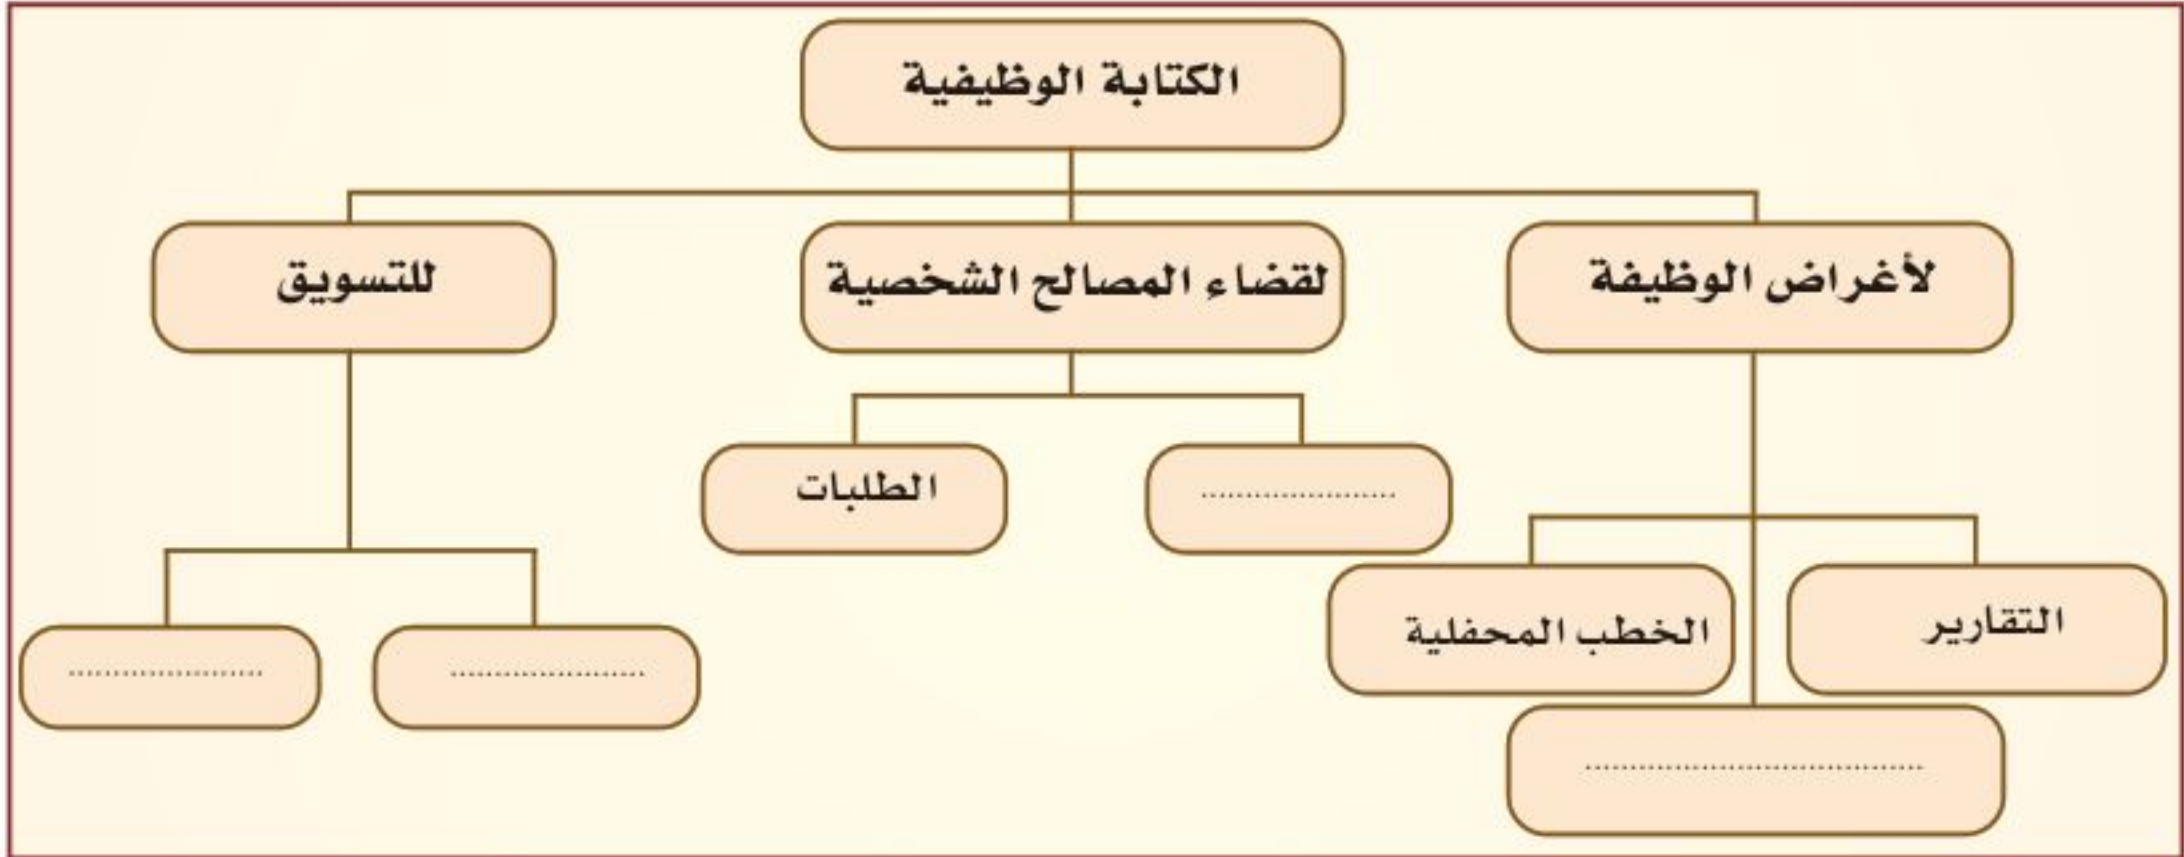 الكتابة الوظيفية
لأغراض الوظيفة
لقضاء المصالح الشخصية
للتسويق
......................
الطلبات
التقارير
الخطب المحفلية
......................
......................
......................................